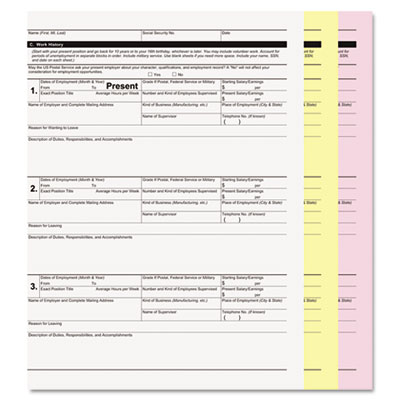 Name (First, MI, Last) Social Security No. No.
C. Work History
(Start with your present position and go back for 10 years or to your 16th birthday, whichever is later. You may include volunteer work. Account for
periods of unemployment in separate blocks in order. Include military service. Use blank sheets if you need more space. Include your name, SSN,
and date on each sheet.)
May the US Postal Service ask your present employer about your character, qualifications, and employment record? A "No" will not affect your
consideration for employment opportunities. Yes No
1. Dates of Employment (Month & Year) Grade If Postal, Federal Service or Military Starting Salary/Earnings
From To Present $ per
Exact Position Title Average Hours per Week Number and Kind of Employees Supervised Present Salary/Earnings
$ per
Name of Employer and Complete Mailing Address Kind of Business (Manufacturing, etc.) Place of Employment (City & State)
Name of Supervisor Telephone No. (If known)
( )
Reason for Wanting to Leave
Description of Duties, Responsibilities, and Accomplishments
2. Dates of Employment (Month & Year) Grade If Postal, Federal Service or Military Starting Salary/Earnings
From To $ per
Exact Position Title Average Hours per Week Number and Kind of Employees Supervised Present Salary/Earnings
$ per
Name of Employer and Complete Mailing Address Kind of Business (Manufacturing, etc.) Place of Employment (City & State)
Name of Supervisor Telephone No. (If known)
( )
Reason for Leaving
Description of Duties, Responsibilities, and Accomplishments
3. Dates of Employment (Month & Year) Grade If Postal, Federal Service or Military Starting Salary/Earnings
From To $ per
Exact Position Title Average Hours per Week Number and Kind of Employees Supervised Present Salary/Earnings
$ per
Name of Employer and Complete Mailing Address Kind of Business (Manufacturing, etc.) Place of Employment (City & State)
Name of Supervisor Telephone No. (If known)
( )
Reason for Leaving
Description of Duties, Responsibilities, and Accomplishments